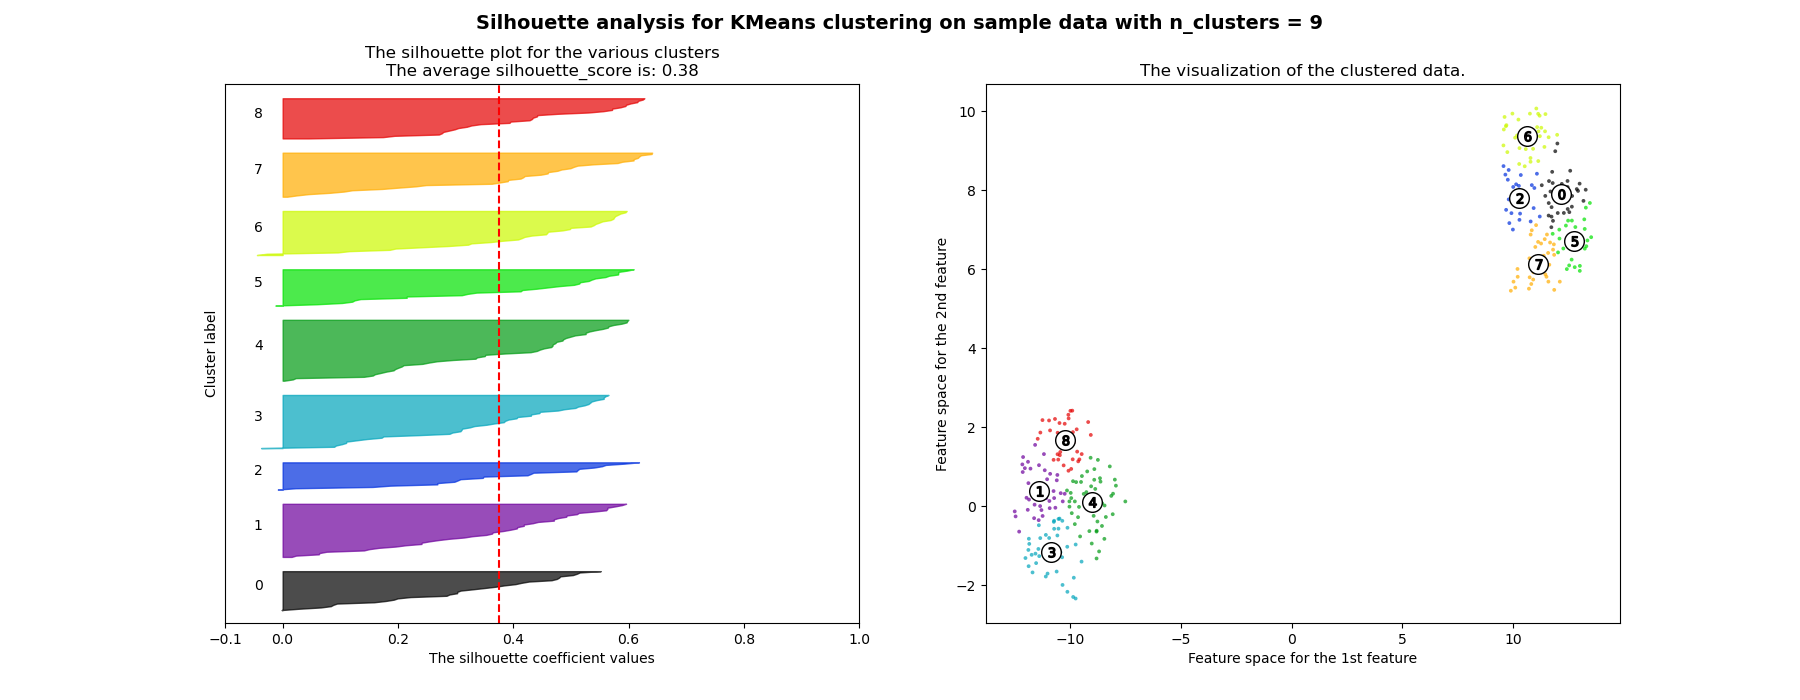 Silhouette analysis for KMeans clustering on sample data with n_clusters = 9
The silhouette plot for the various clusters
The average silhouette_score is: 0.38
8
7
6
5
4
3
2
1
0
Cluster label
−0.1 0.0 0.2 0.4 0.6 0.8 1.0
The silhouette coefficient values
The visualization of the clustered data.
10
8
6
4
2
0
−2
Feature space for the 2nd feature
6
0
2
5
7
8
1
4
3
−10 −5 0 5 10
Feature space for the 1st feature